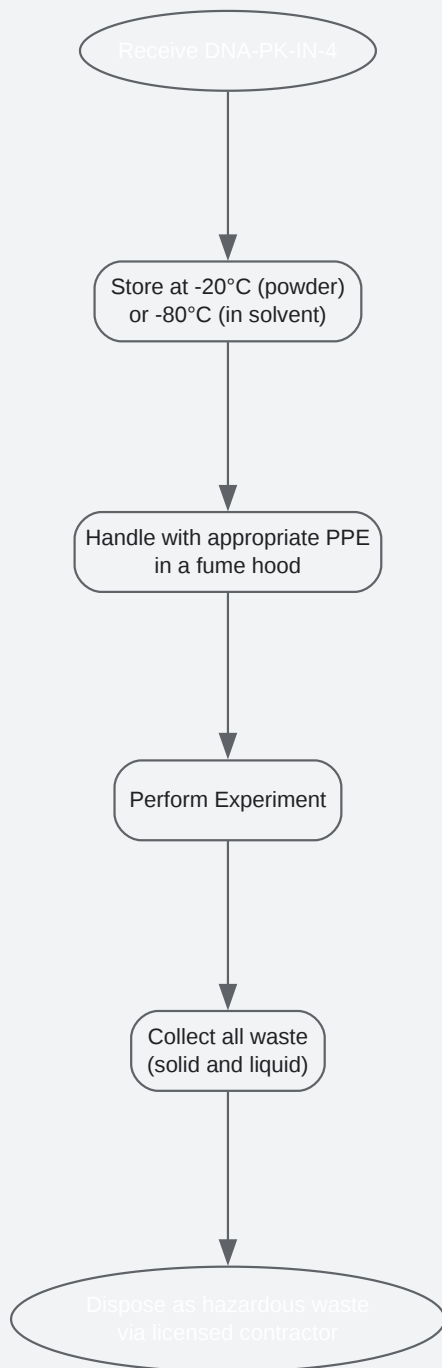 Receive DNA-PK-IN-4
Store at -20°C (powder)
or -80°C (in solvent)
Handle with appropriate PPE
in a fume hood
Perform Experiment
Collect all waste
(solid and liquid)
Dispose as hazardous waste
via licensed contractor